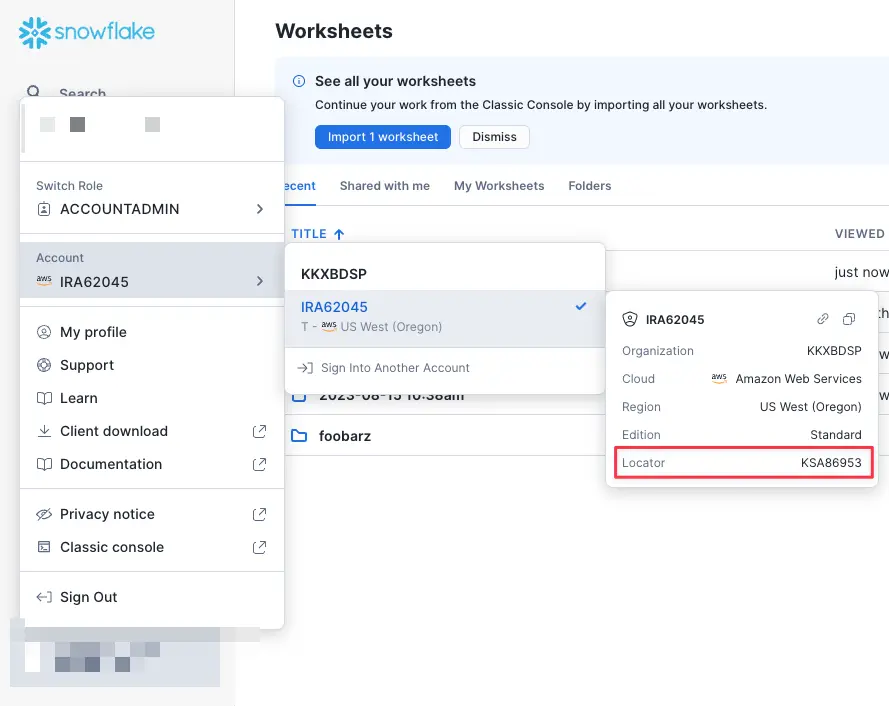 snowflake
Search
Switch Role
ACCOUNTADMIN
Account
aws IRA62045
My profile
Support
Learn
Client download
Documentation
Privacy notice
Classic console
Sign Out
Worksheets
See all your worksheets
Continue your work from the Classic Console by importing all your worksheets.
Import 1 worksheet Dismiss
ecent Shared with me My Worksheets Folders
TITLE VIEWED
just now
KKXBDSP
IRA62045
T - aws US West (Oregon)
Sign Into Another Account
2023-08-15 10:38am
foobarz
IRA62045
Organization KKXBDSP
Cloud aws Amazon Web Services
Region US West (Oregon)
Edition Standard
Locator KSA86953